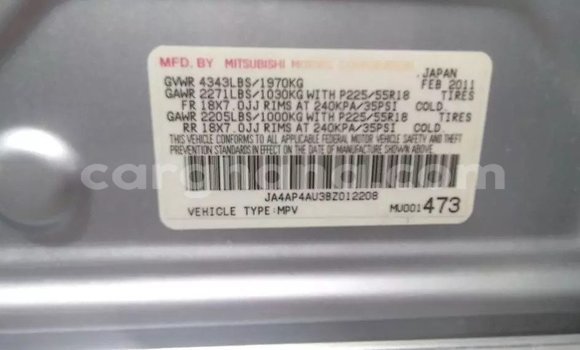 MFD. BY MITSUBISHI MOTORS CORPORATION
JAPAN
GVWR 4343LBS/1970KG FEB 2011
GAWR 2271LBS/1030KG WITH P225/55R18 TIRES
FR 18X7.0JJ RIMS AT 240KPA/35PSI COLD.
GAWR 2205LBS/1000KG WITH P225/55R18 TIRES
RR 18X7.0JJ RIMS AT 240KPA/35PSI COLD.
THIS VEHICLE CONFORMS TO ALL APPLICABLE FEDERAL MOTOR VEHICLE SAFETY AND THEFT
PREVENTION STANDARDS IN EFFECT ON THE DATE OF MANUFACTURE SHOWN ABOVE.
JA4AP4AU3BZ012208
VEHICLE TYPE:MPV MU001473
carghana.com